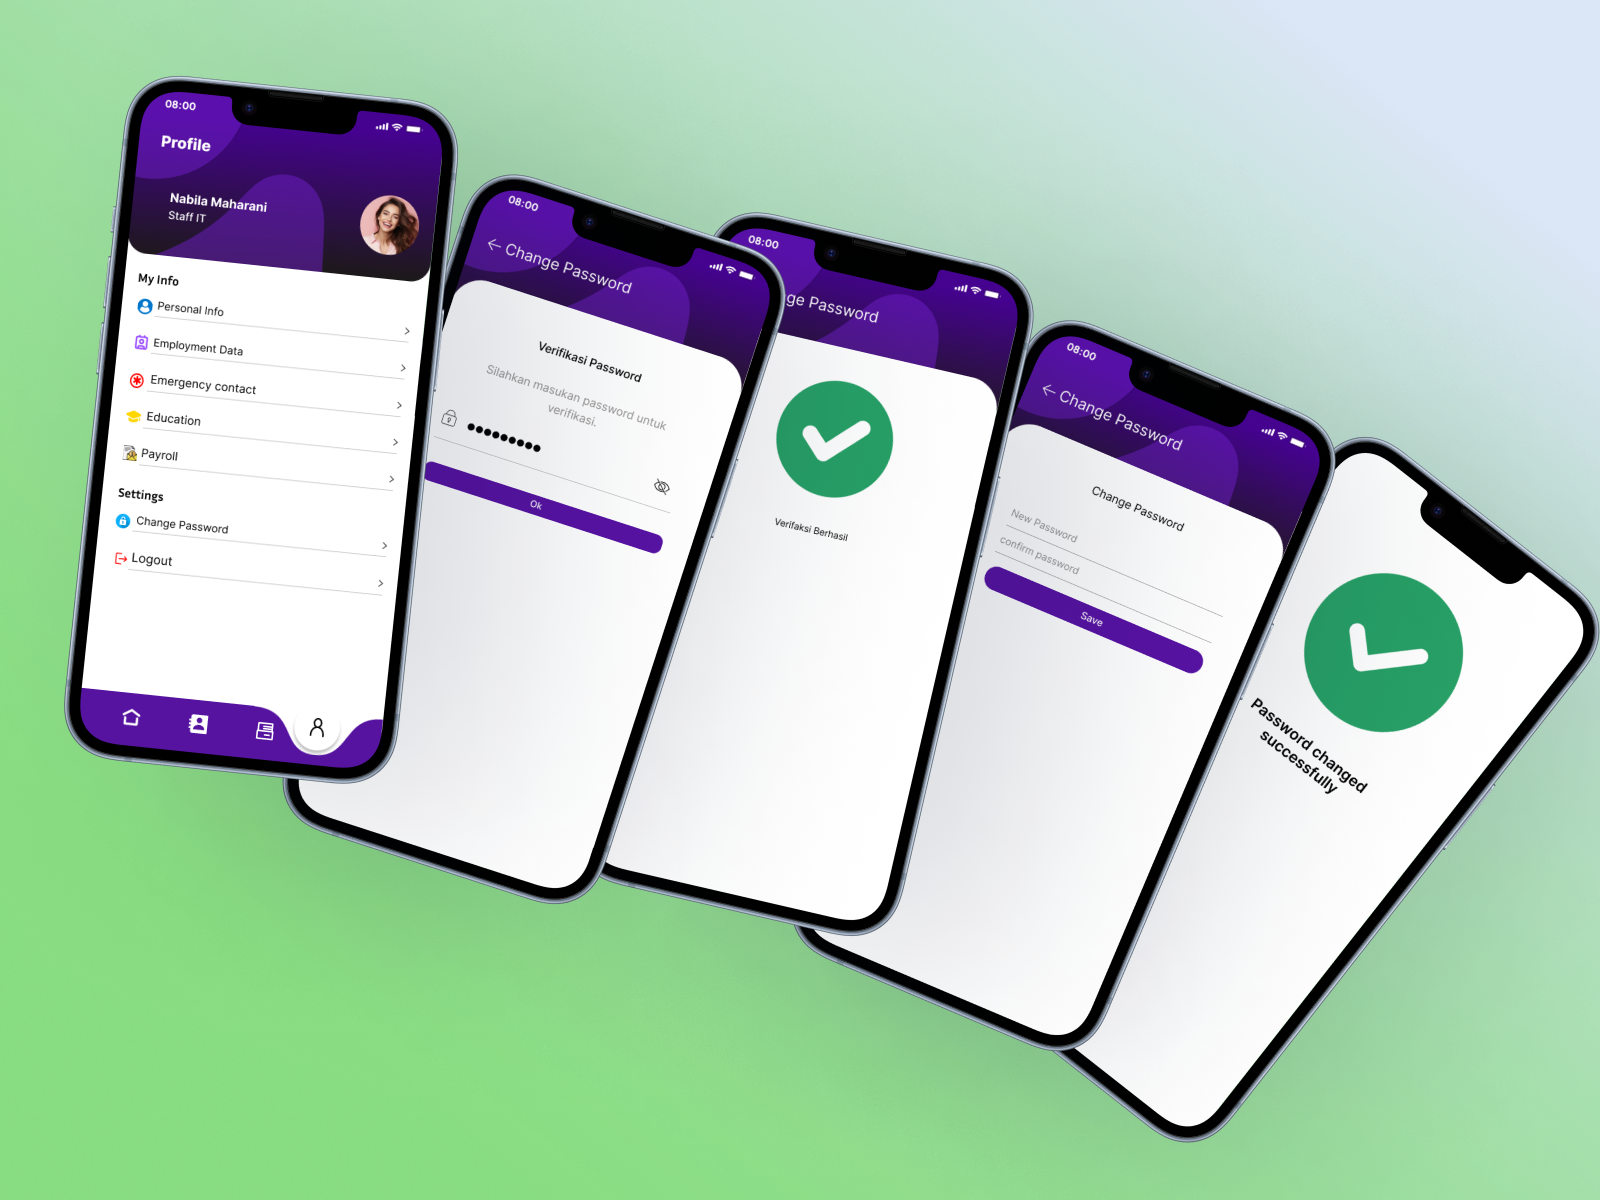 08:00
Profile
Nabila Maharani
Staff IT
My Info
Personal Info
Employment Data
Emergency contact
Education
Payroll
Settings
Change Password
Logout
08:00
Change Password
Verifikasi Password
Silahkan masukan password untuk
verifikasi.
Ok
08:00
ge Password
Verifaksi Berhasil
08:00
Change Password
Change Password
New Password
confirm password
Save
Password changed
successfully